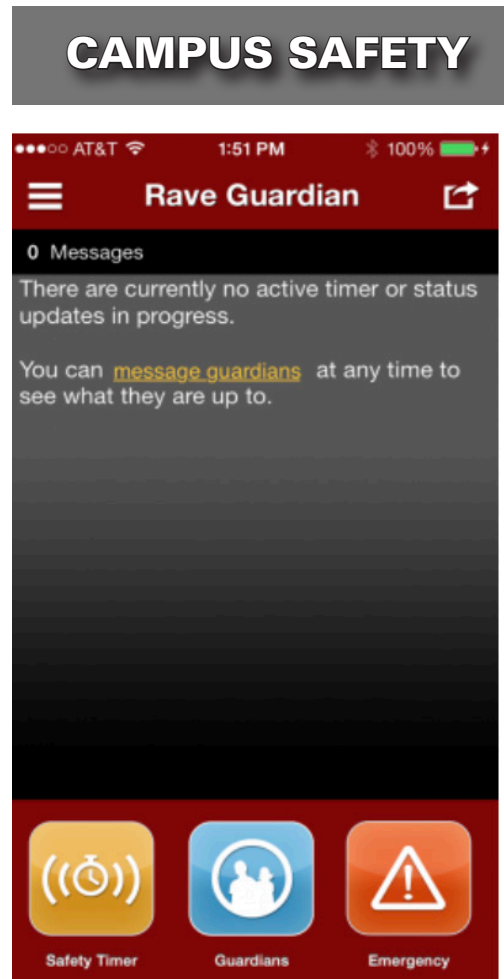 CAMPUS SAFETY
AT&T 1:51 PM 100%
Rave Guardian
0 Messages
There are currently no active timer or status
updates in progress.
You can message guardians at any time to
see what they are up to.
Safety Timer Guardians Emergency